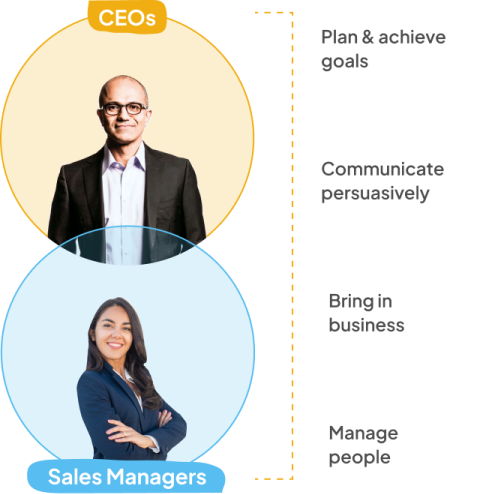 CEOs
Plan & achieve
goals
Communicate
persuasively
Bring in
business
Manage
people
Sales Managers